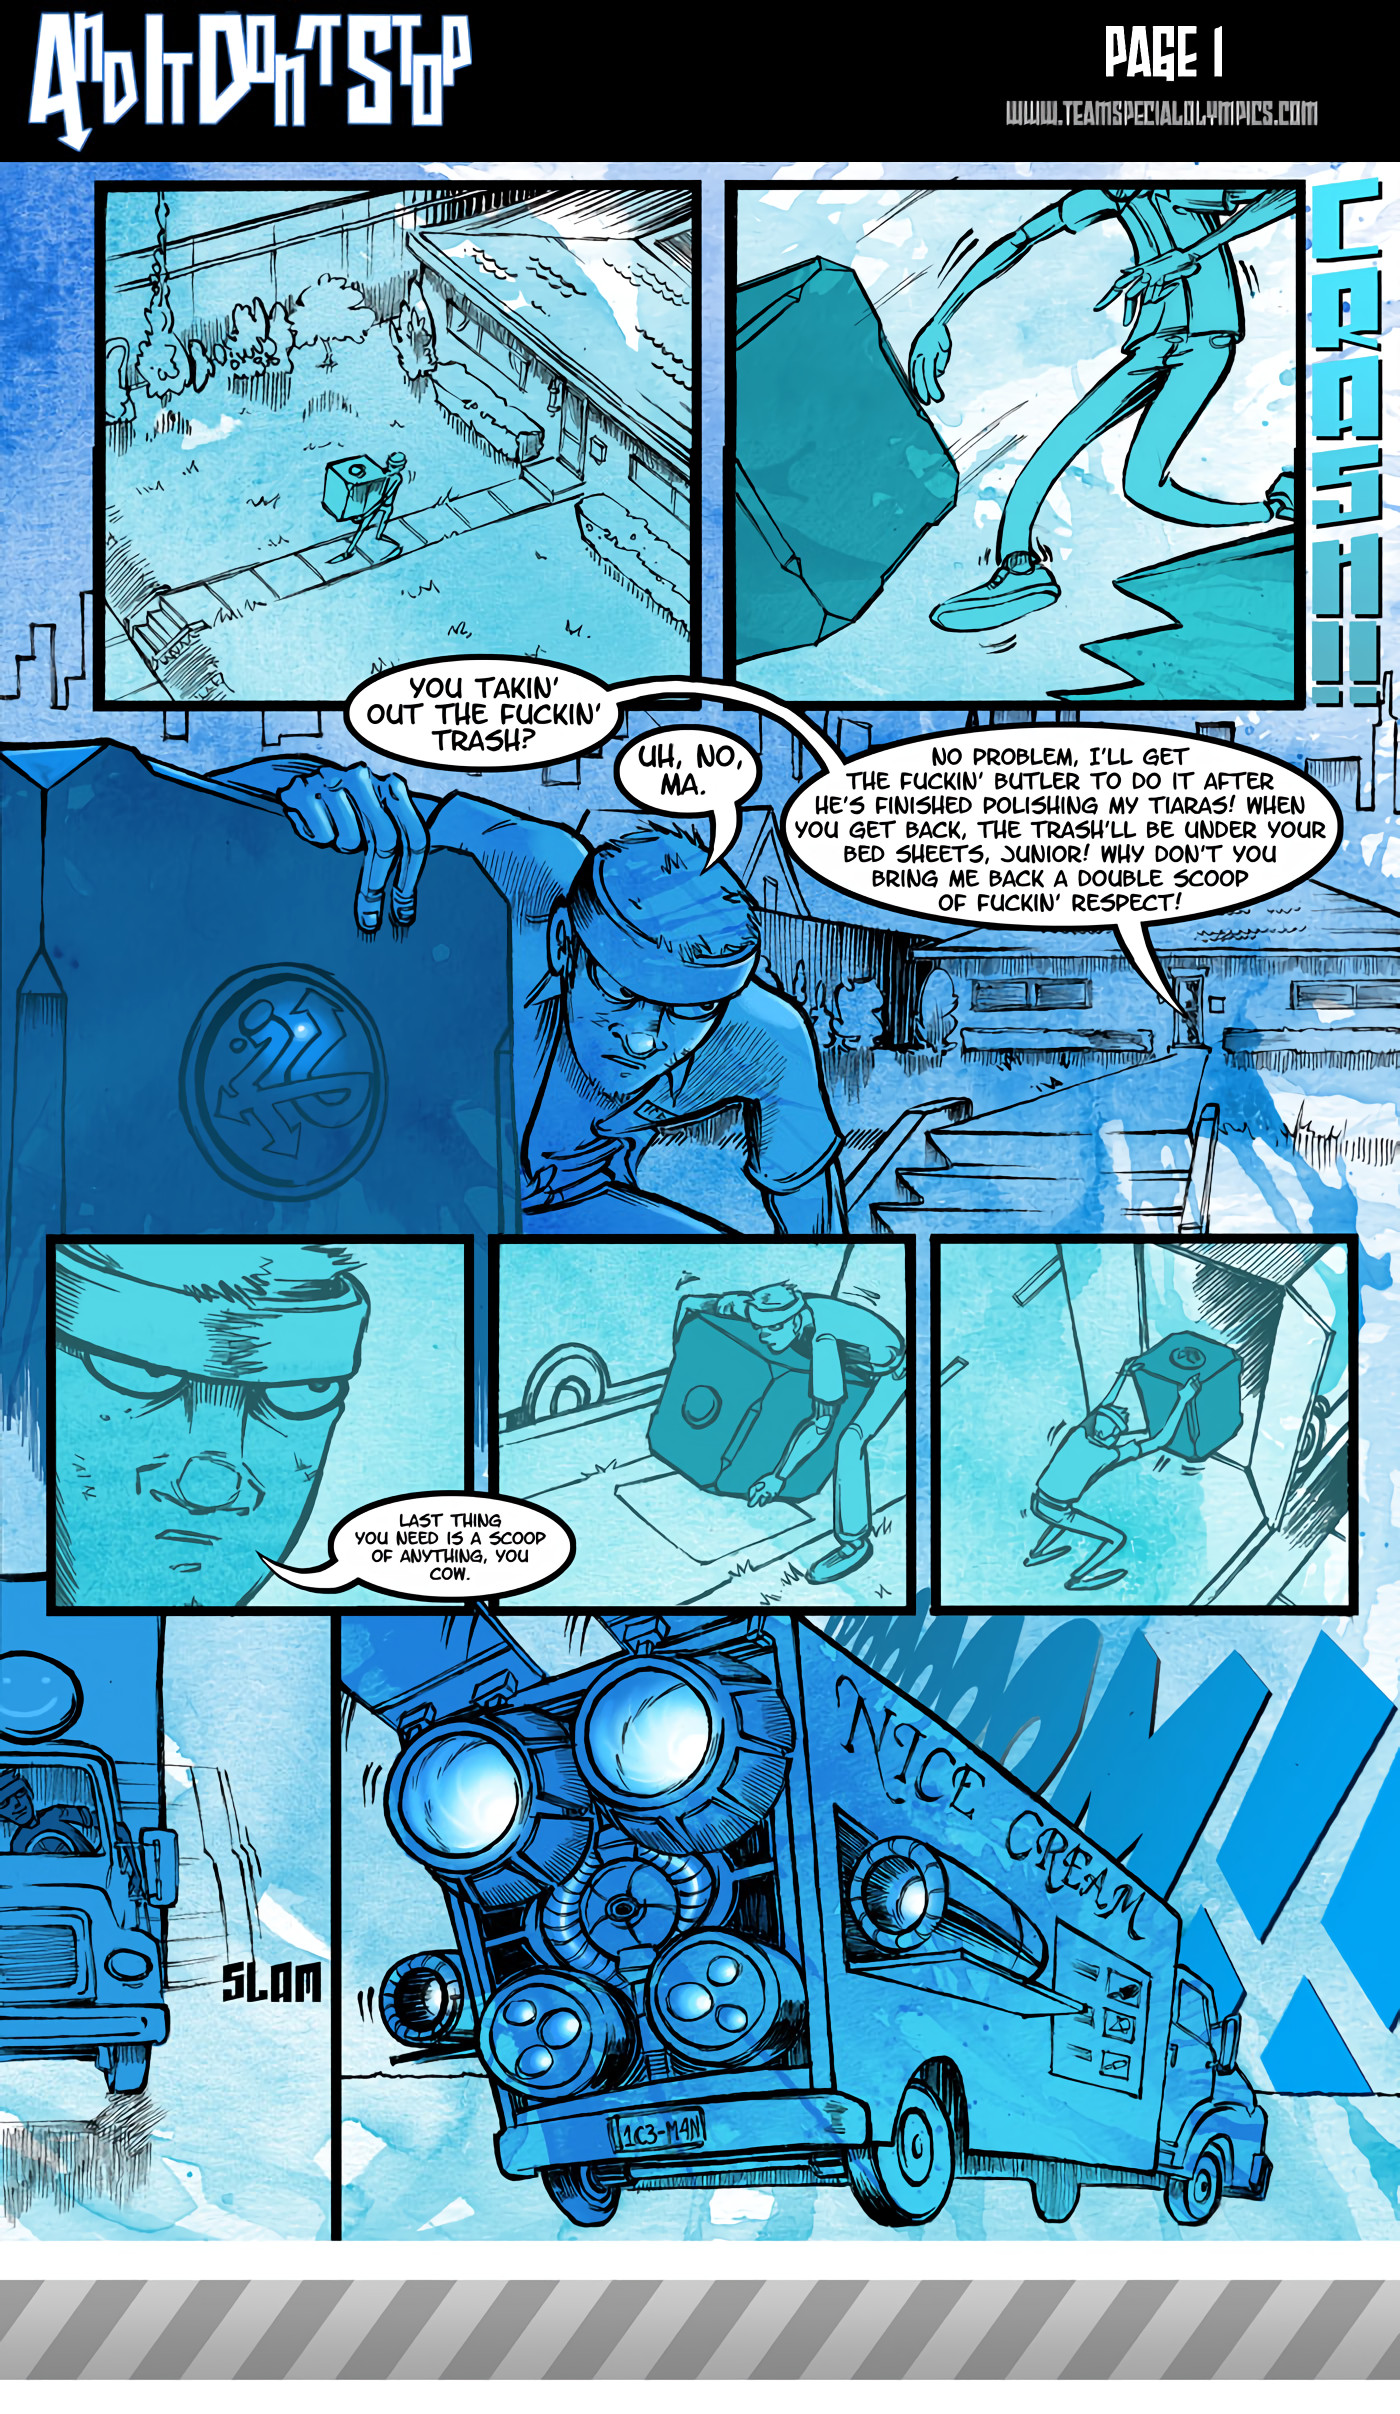 AND IT DON'T STOP
PAGE 1
WWW.TEAMSPECIALOLYMPICS.COM
CRASH!!
YOU TAKIN'
OUT THE FUCKIN'
TRASH?
UH, NO,
MA.
NO PROBLEM, I'LL GET
THE FUCKIN' BUTLER TO DO IT AFTER
HE'S FINISHED POLISHING MY TIARAS! WHEN
YOU GET BACK, THE TRASH'LL BE UNDER YOUR
BED SHEETS, JUNIOR! WHY DON'T YOU
BRING ME BACK A DOUBLE SCOOP
OF FUCKIN' RESPECT!
LAST THING
YOU NEED IS A SCOOP
OF ANYTHING, YOU
COW.
SLAM
NICE CREAM
1C3-M4N